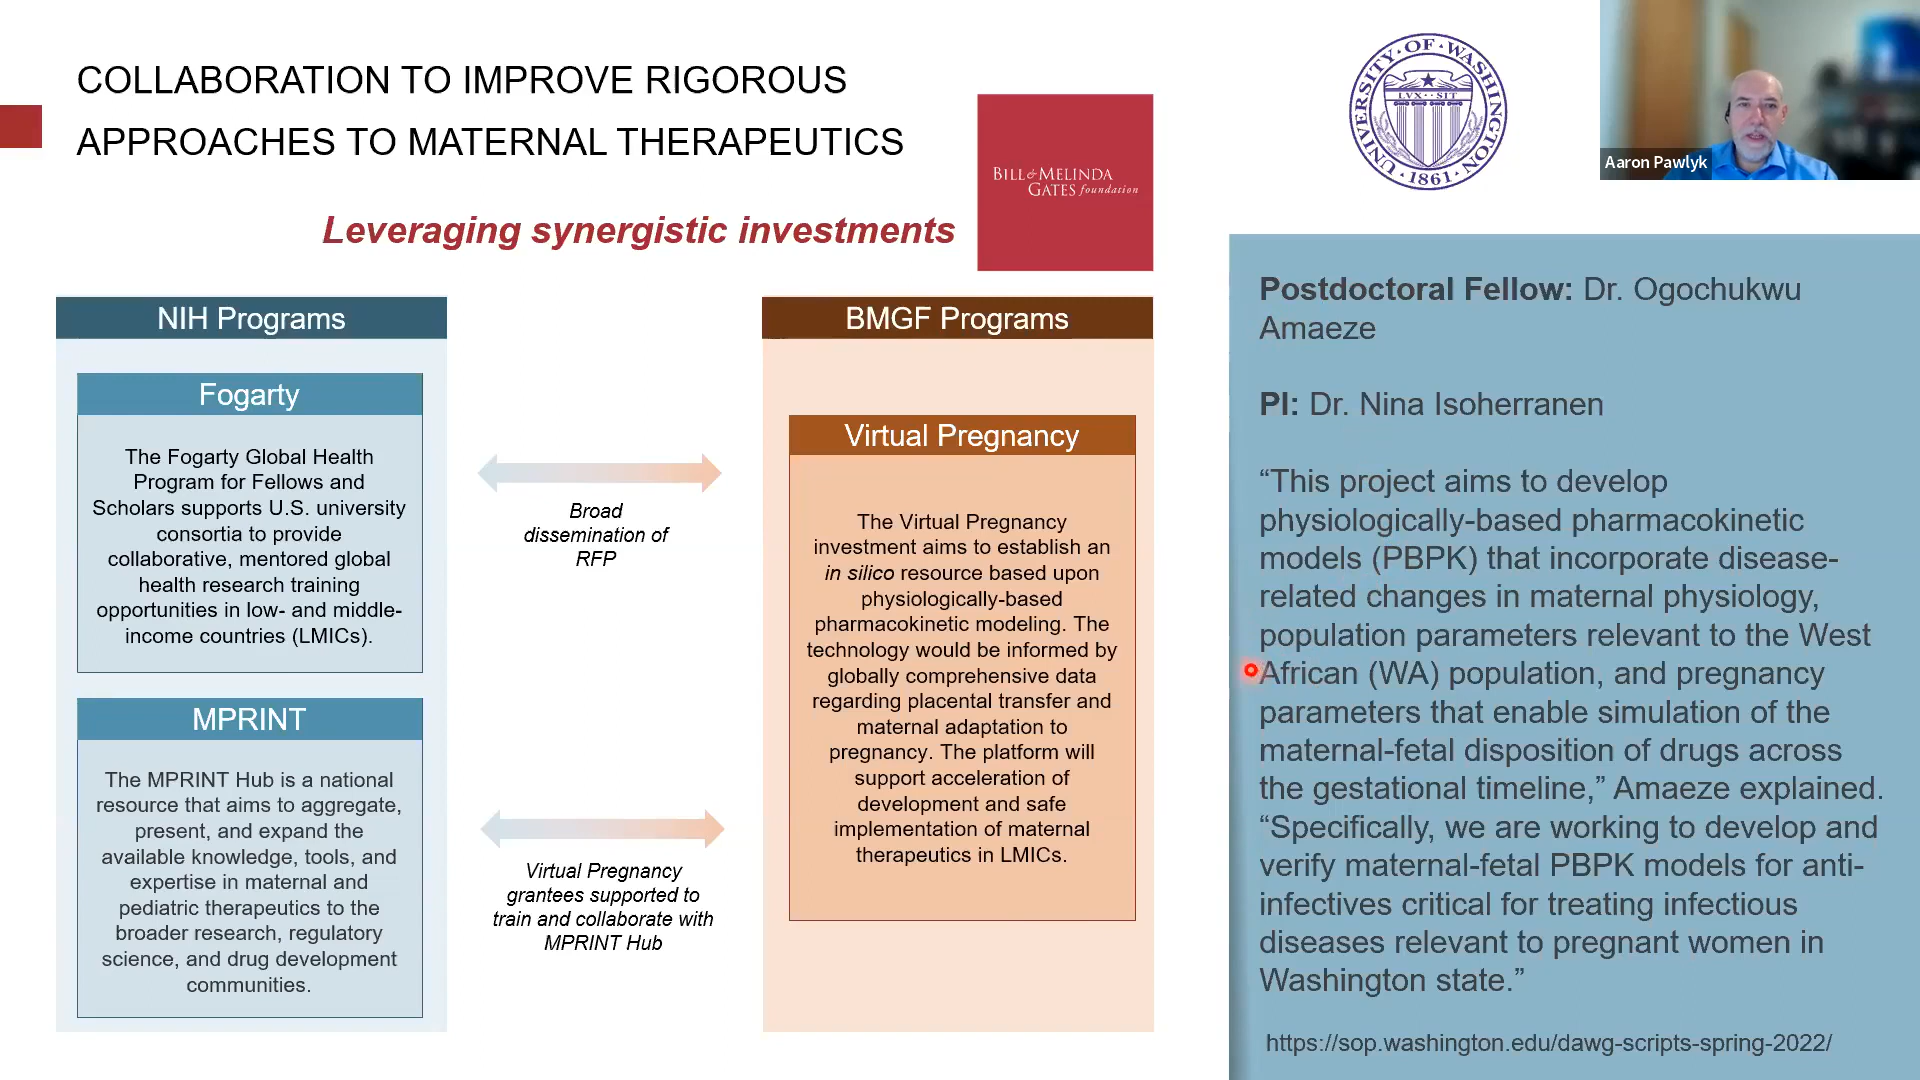 COLLABORATION TO IMPROVE RIGOROUS
APPROACHES TO MATERNAL THERAPEUTICS
Leveraging synergistic investments
BILL & MELINDA
GATES foundation
UNIVERSITY · OF · WASHINGTON
LVX · SIT
· 1861 ·
Aaron Pawlyk
NIH Programs
Fogarty
The Fogarty Global Health
Program for Fellows and
Scholars supports U.S. university
consortia to provide
collaborative, mentored global
health research training
opportunities in low- and middle-
income countries (LMICs).
MPRINT
The MPRINT Hub is a national
resource that aims to aggregate,
present, and expand the
available knowledge, tools, and
expertise in maternal and
pediatric therapeutics to the
broader research, regulatory
science, and drug development
communities.
Broad
dissemination of
RFP
Virtual Pregnancy
grantees supported to
train and collaborate with
MPRINT Hub
BMGF Programs
Virtual Pregnancy
The Virtual Pregnancy
investment aims to establish an
in silico resource based upon
physiologically-based
pharmacokinetic modeling. The
technology would be informed by
globally comprehensive data
regarding placental transfer and
maternal adaptation to
pregnancy. The platform will
support acceleration of
development and safe
implementation of maternal
therapeutics in LMICs.
Postdoctoral Fellow: Dr. Ogochukwu
Amaeze
PI: Dr. Nina Isoherranen
“This project aims to develop
physiologically-based pharmacokinetic
models (PBPK) that incorporate disease-
related changes in maternal physiology,
population parameters relevant to the West
African (WA) population, and pregnancy
parameters that enable simulation of the
maternal-fetal disposition of drugs across
the gestational timeline,” Amaeze explained.
“Specifically, we are working to develop and
verify maternal-fetal PBPK models for anti-
infectives critical for treating infectious
diseases relevant to pregnant women in
Washington state.”
https://sop.washington.edu/dawg-scripts-spring-2022/